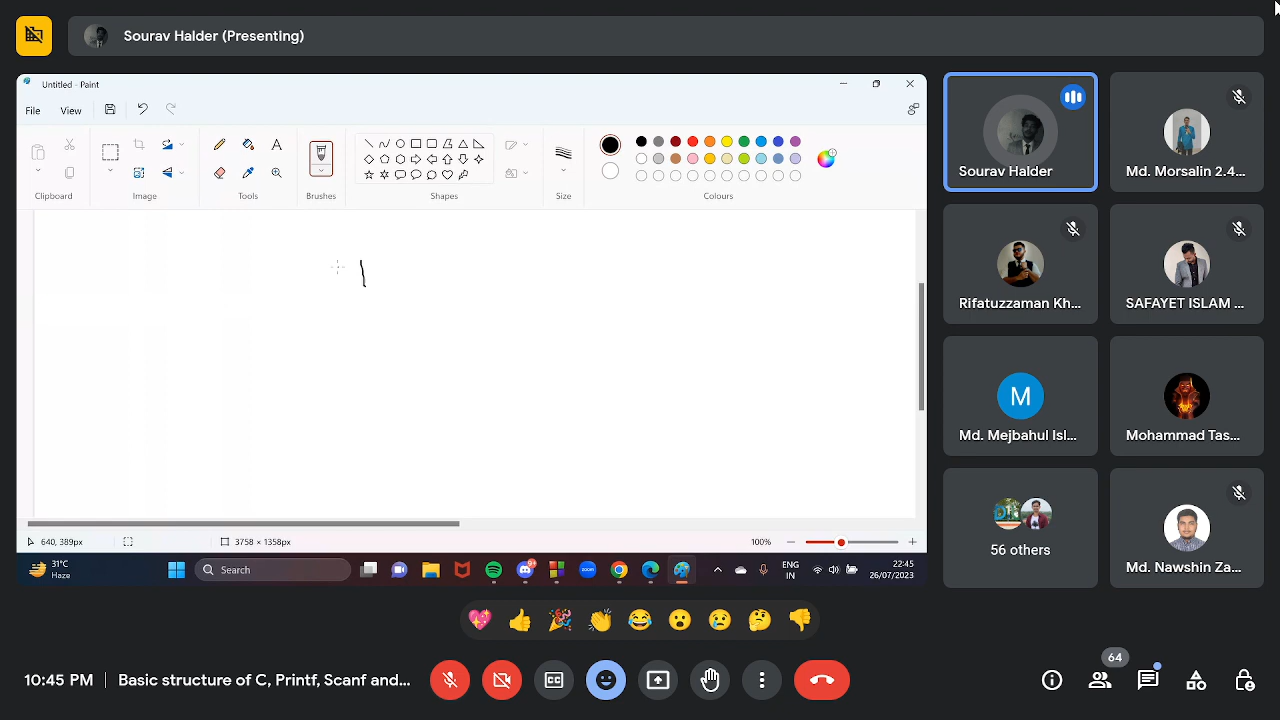 Sourav Halder (Presenting)
Untitled - Paint
File View
Clipboard
Image
Tools
Brushes
Shapes
Size
Colours
640, 389px
3758 × 1358px
100%
31°C
Haze
Search
ENG
IN
22:45
26/07/2023
Sourav Halder
Md. Morsalin 2.4...
Rifatuzzaman Kh...
SAFAYET ISLAM ...
Md. Mejbahul Isl...
M
Mohammad Tas...
56 others
Md. Nawshin Za...
64
10:45 PM Basic structure of C, Printf, Scanf and...